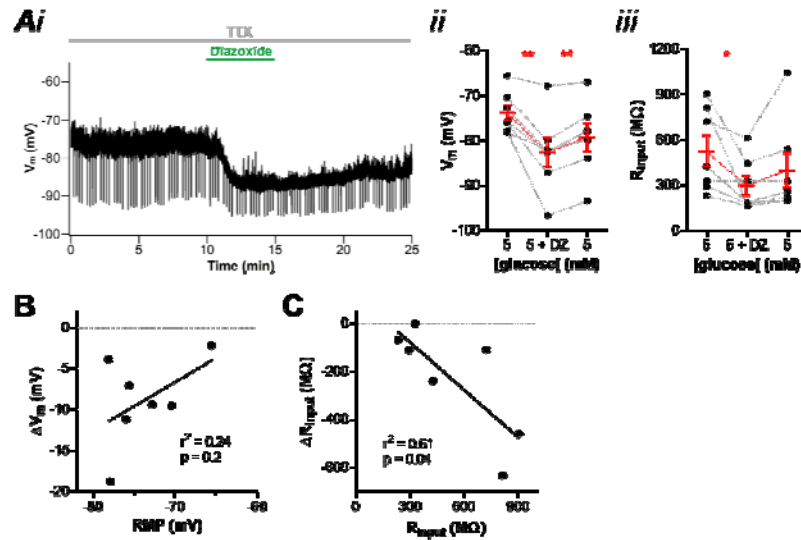 Ai
TTX
Diazoxide
Vm (mV)
-60
-70
-80
-90
-100
0
5
10
15
20
25
Time (min)
ii
Vm (mV)
-60
-70
-80
-90
-100
5
5 + DZ
5
[glucose] (mM)
iii
*
RInput (MΩ)
1200
900
600
300
0
5
5 + DZ
5
[glucose] (mM)
B
ΔVm (mV)
0
-5
-10
-15
-20
-80
-70
-60
RMP (mV)
r² = 0.24
p = 0.2
C
ΔRInput (MΩ)
0
-200
-400
-600
0
300
600
900
RInput (MΩ)
r² = 0.61
p = 0.04